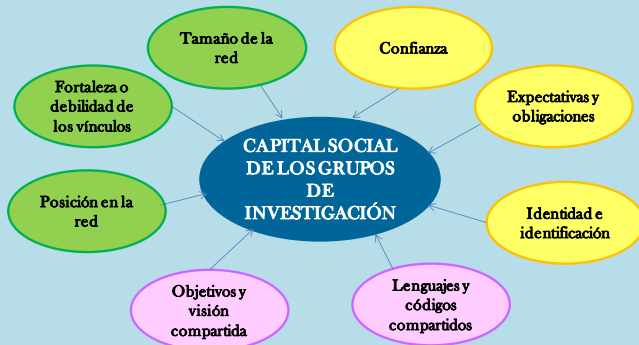 Tamaño de la
red
Confianza
Fortaleza o
debilidad de
los vínculos
Expectativas y
obligaciones
CAPITAL SOCIAL
DE LOS GRUPOS
DE
INVESTIGACIÓN
Posición en la
red
Identidad e
identificación
Objetivos y
visión
compartida
Lenguajes y
códigos
compartidos